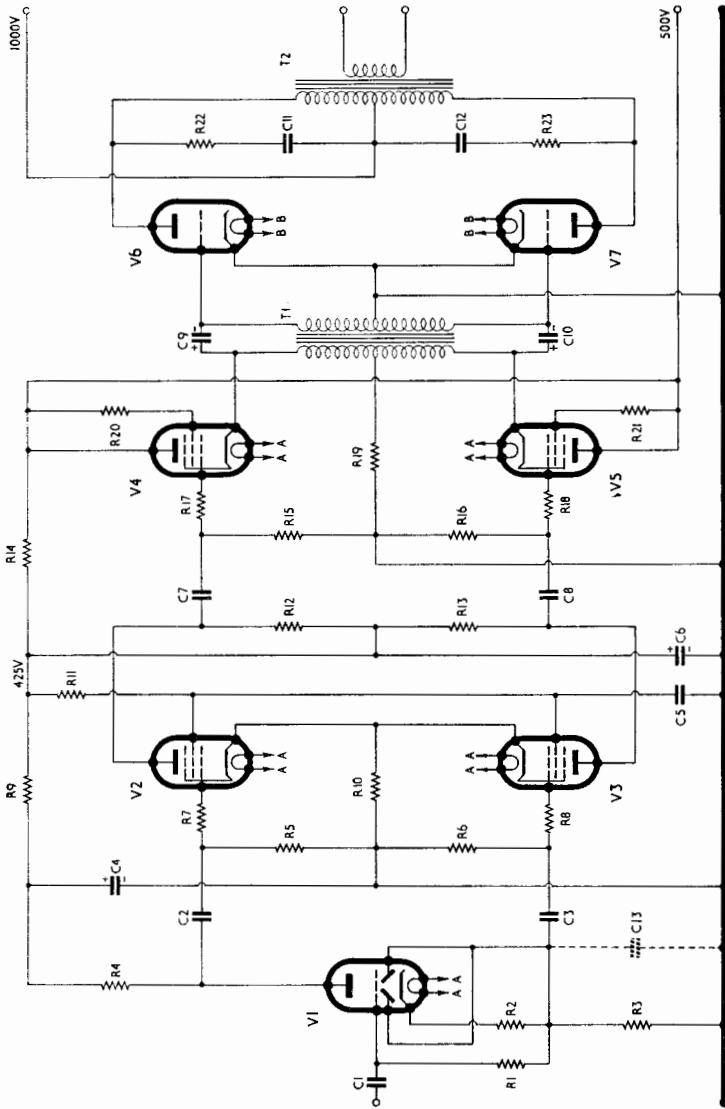 1000V
500V
T2
R22
C11
C12
R23
V6
B
B
B
B
V7
T1
C9
+
-
C10
+
-
R20
V4
A
A
R19
A
A
V5
R21
R17
R18
R14
R15
R16
C7
C8
R12
R13
425V
C6
+
-
R11
C5
R9
V2
A
A
R10
A
A
V3
R7
R8
R5
R6
C4
+
-
C2
C3
R4
V1
A
A
C13
R2
R3
C1
R1